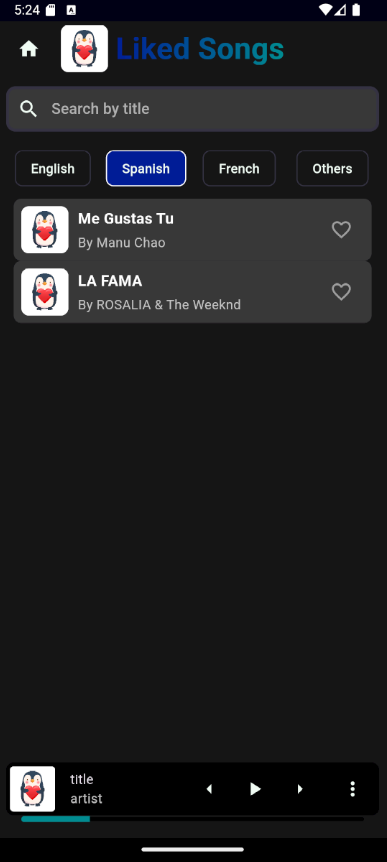 5:24
A
Liked Songs
Search by title
English Spanish French Others
Me Gustas Tu
By Manu Chao
LA FAMA
By ROSALIA & The Weeknd
title
artist